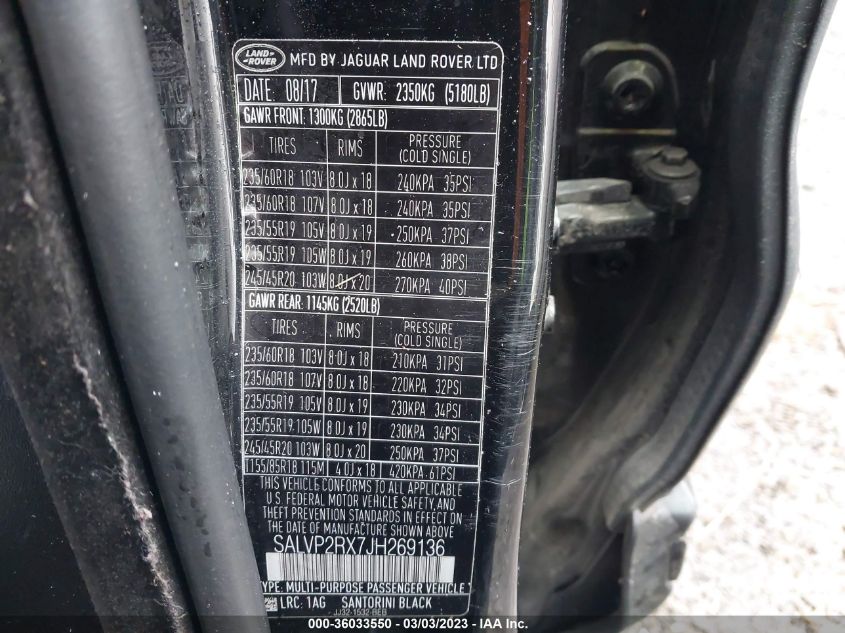 LAND-ROVER MFD BY JAGUAR LAND ROVER LTD
DATE: 08/17 GVWR: 2350KG (5180LB)
GAWR FRONT: 1300KG (2865LB)
TIRES RIMS PRESSURE (COLD SINGLE)
235/60R18 103V 8.0J x 18 240KPA 35PSI
235/60R18 107V 8.0J x 18 240KPA 35PSI
235/55R19 105V 8.0J x 19 250KPA 37PSI
235/55R19 105W 8.0J x 19 260KPA 38PSI
245/45R20 103W 8.0J x 20 270KPA 40PSI
GAWR REAR: 1145KG (2520LB)
TIRES RIMS PRESSURE (COLD SINGLE)
235/60R18 103V 8.0J x 18 210KPA 31PSI
235/60R18 107V 8.0J x 18 220KPA 32PSI
235/55R19 105V 8.0J x 19 230KPA 34PSI
235/55R19 105W 8.0J x 19 230KPA 34PSI
245/45R20 103W 8.0J x 20 250KPA 37PSI
T155/85R18 115M 4.0J x 18 420KPA 61PSI
THIS VEHICLE CONFORMS TO ALL APPLICABLE
U.S. FEDERAL MOTOR VEHICLE SAFETY, AND
THEFT PREVENTION STANDARDS IN EFFECT ON
THE DATE OF MANUFACTURE SHOWN ABOVE
SALVP2RX7JH269136
TYPE: MULTI-PURPOSE PASSENGER VEHICLE
LRC: 1AG SANTORINI BLACK
JJ32-1532-BEB
000-36033550 - 03/03/2023 - IAAI.com